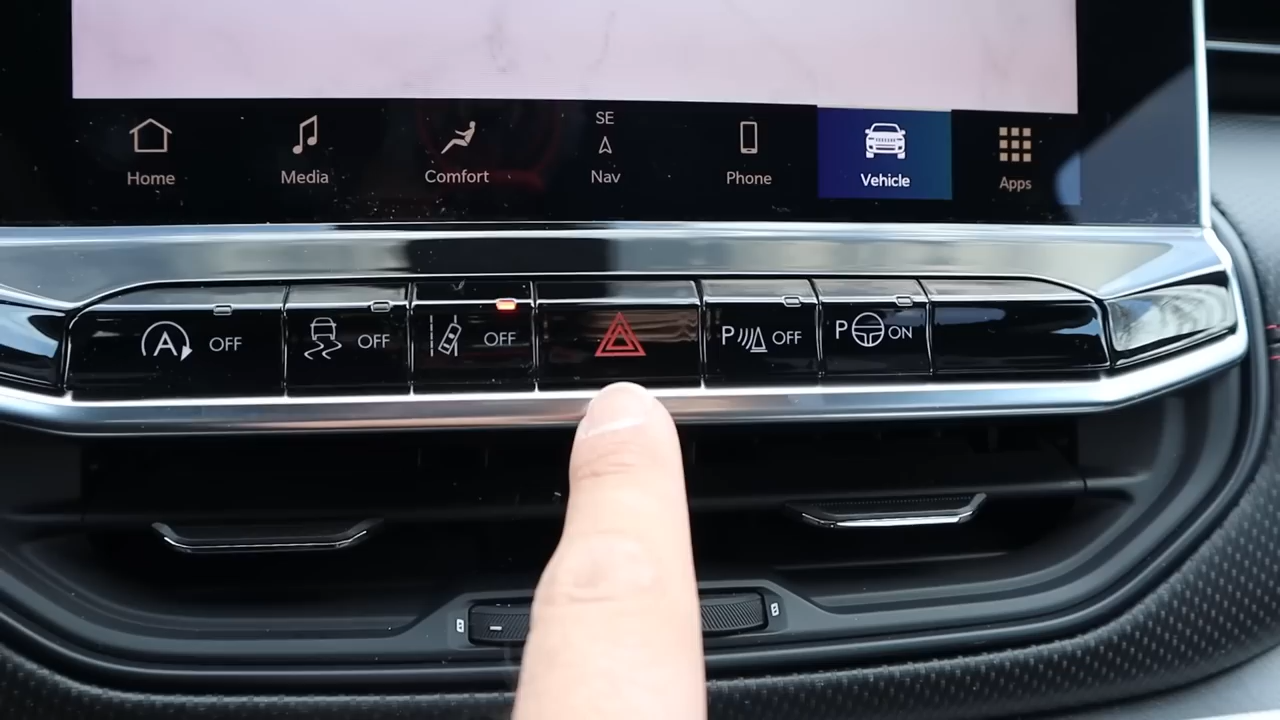 Home
Media
Comfort
SE
Nav
Phone
Vehicle
Apps
A OFF
OFF
OFF
P OFF
P ON